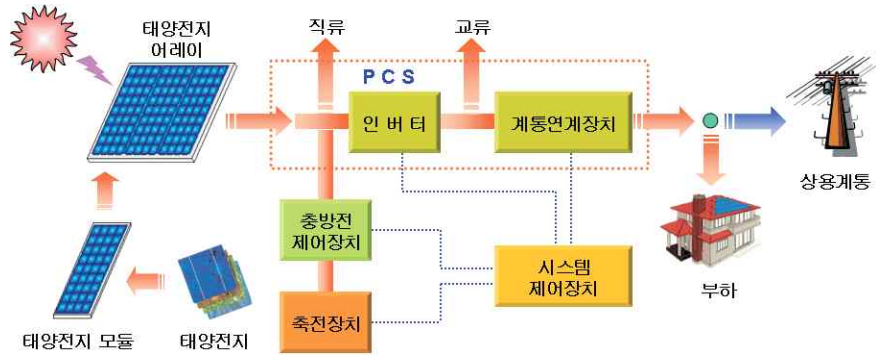 태양전지
어레이
직류
교류
P C S
인 버 터
계통연계장치
상용계통
충방전
제어장치
시스템
제어장치
부하
축전장치
태양전지 모듈
태양전지